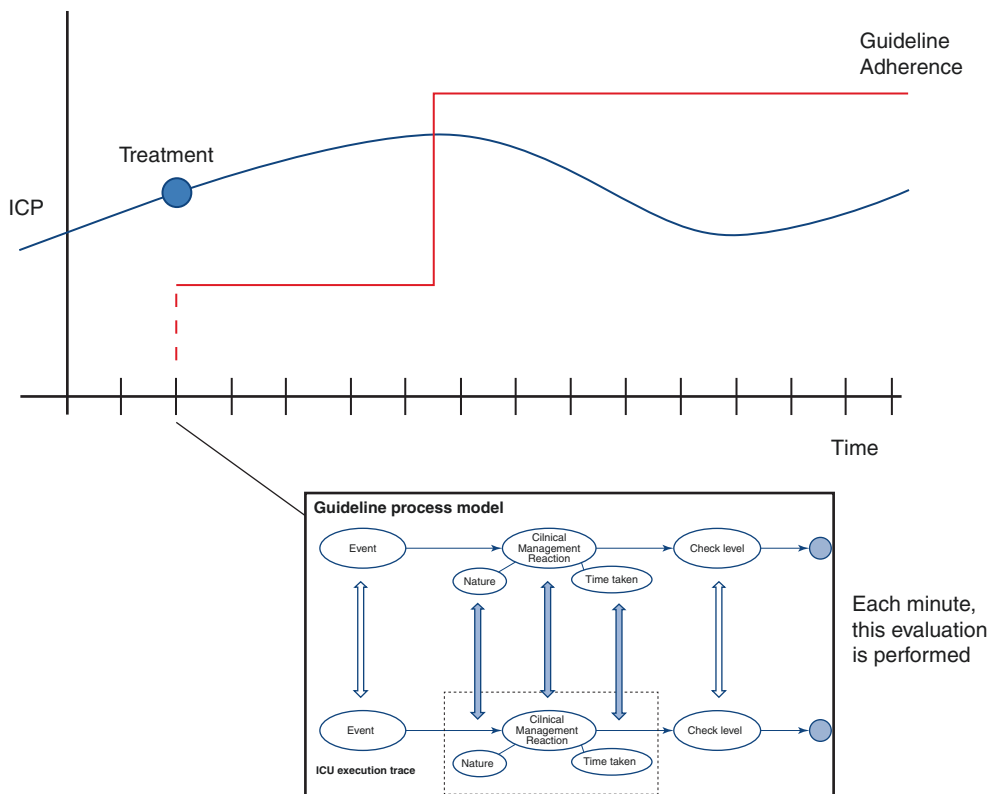 Guideline
Adherence
Treatment
ICP
Time
Guideline process model
Event
Cilnical
Management
Reaction
Check level
Nature
Time taken
Each minute,
this evaluation
is performed
Event
Cilnical
Management
Reaction
Check level
Nature
Time taken
ICU execution trace